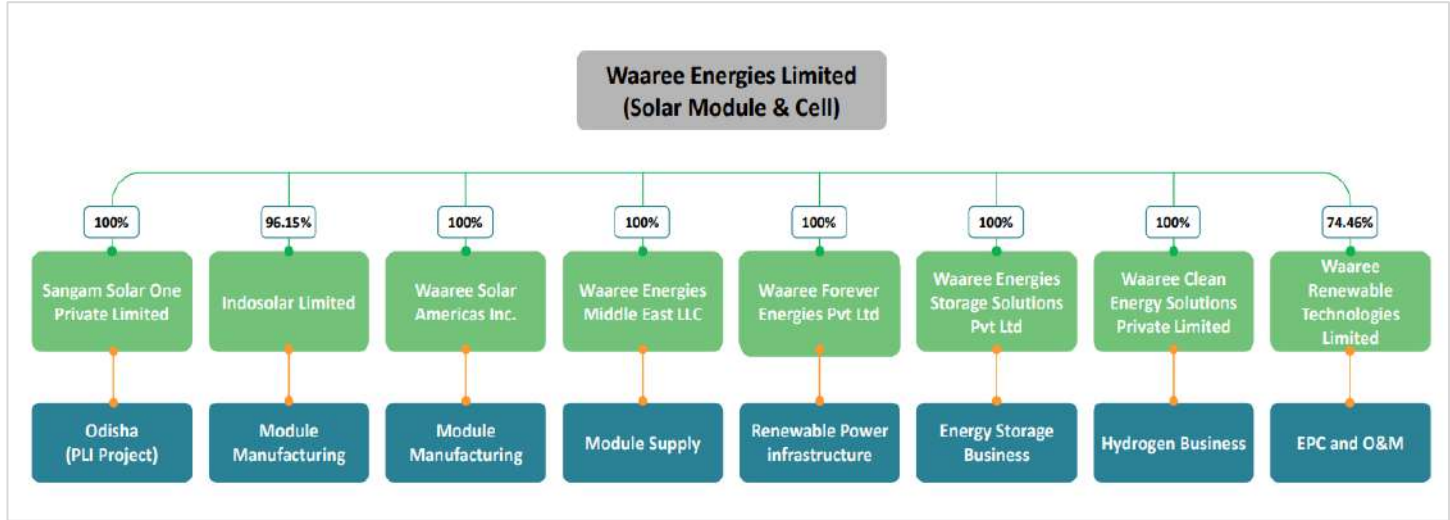 Waaree Energies Limited
(Solar Module & Cell)
100%
96.15%
100%
100%
100%
100%
100%
74.46%
Sangam Solar One
Private Limited
Indosolar Limited
Waaree Solar
Americas Inc.
Waaree Energies
Middle East LLC
Waaree Forever
Energies Pvt Ltd
Waaree Energies
Storage Solutions
Pvt Ltd
Waaree Clean
Energy Solutions
Private Limited
Waaree
Renewable
Technologies
Limited
Odisha
(PLI Project)
Module
Manufacturing
Module
Manufacturing
Module Supply
Renewable Power
infrastructure
Energy Storage
Business
Hydrogen Business
EPC and O&M